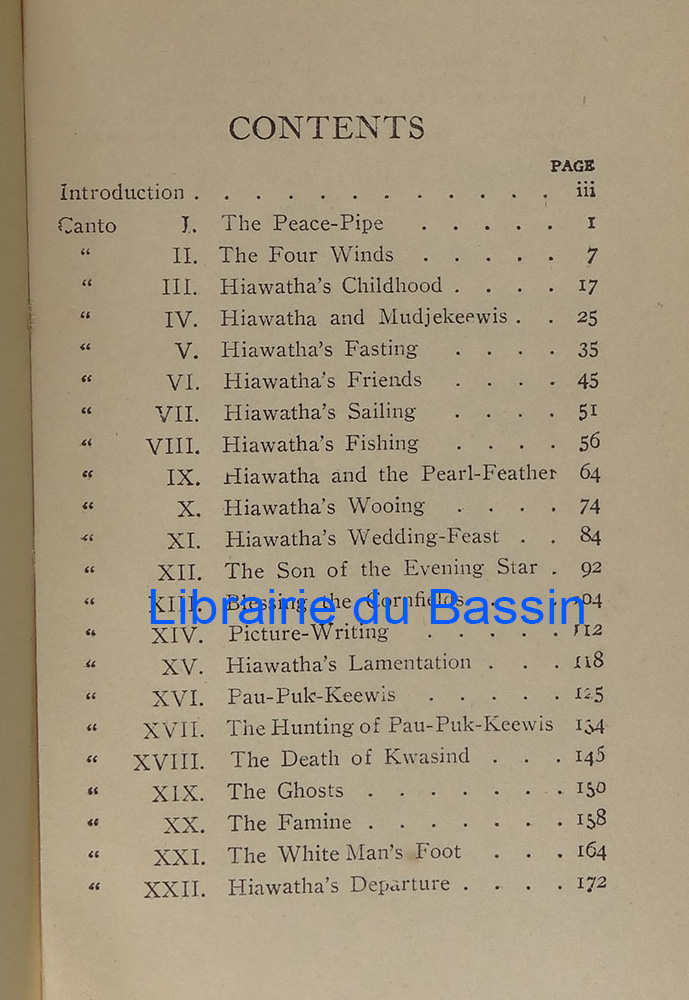 CONTENTS
PAGE
Introduction . . . . . . . . . . . . iii
Canto I. The Peace-Pipe . . . . . 1
“ II. The Four Winds . . . . . 7
“ III. Hiawatha's Childhood . . . . 17
“ IV. Hiawatha and Mudjekeewis . . 25
“ V. Hiawatha's Fasting . . . . 35
“ VI. Hiawatha's Friends . . . . 45
“ VII. Hiawatha's Sailing . . . . 51
“ VIII. Hiawatha's Fishing . . . . 56
“ IX. Hiawatha and the Pearl-Feather 64
“ X. Hiawatha's Wooing . . . . 74
“ XI. Hiawatha's Wedding-Feast . . 84
“ XII. The Son of the Evening Star . 92
“ XIII. Blessing the Cornfields . . . 104
Librairie du Bassin
“ XIV. Picture-Writing . . . . . 112
“ XV. Hiawatha's Lamentation . . . 118
“ XVI. Pau-Puk-Keewis . . . . . 125
“ XVII. The Hunting of Pau-Puk-Keewis 134
“ XVIII. The Death of Kwasind . . . 145
“ XIX. The Ghosts . . . . . . . 150
“ XX. The Famine . . . . . . . 158
“ XXI. The White Man's Foot . . . 164
“ XXII. Hiawatha's Departure . . . . 172